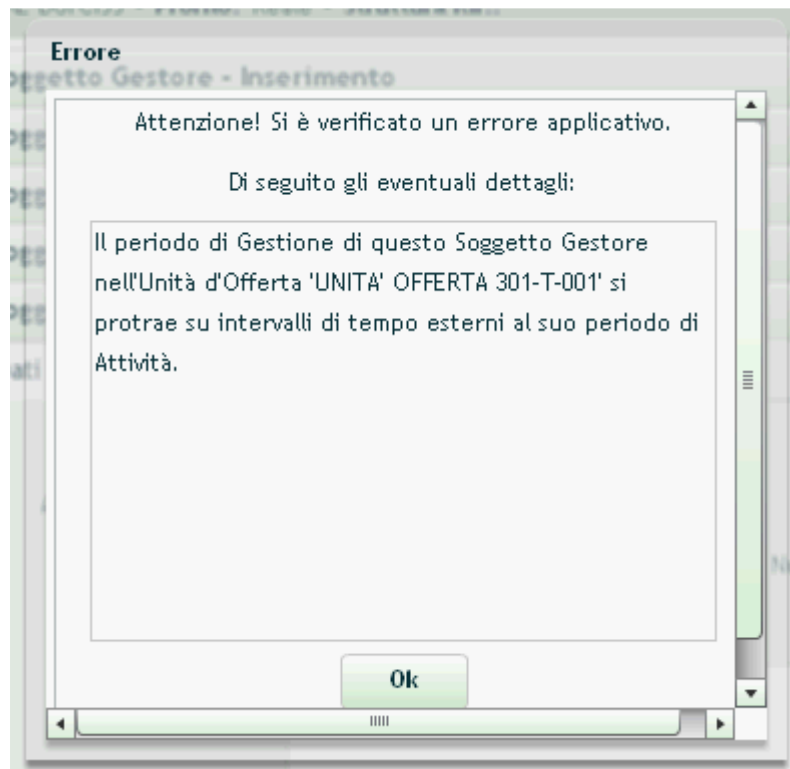 Errore
getto Gestore - Inserimento
Attenzione! Si è verificato un errore applicativo.
Di seguito gli eventuali dettagli:
Il periodo di Gestione di questo Soggetto Gestore
nell'Unità d'Offerta 'UNITA' OFFERTA 301-T-001' si
protrae su intervalli di tempo esterni al suo periodo di
Attività.
Ok